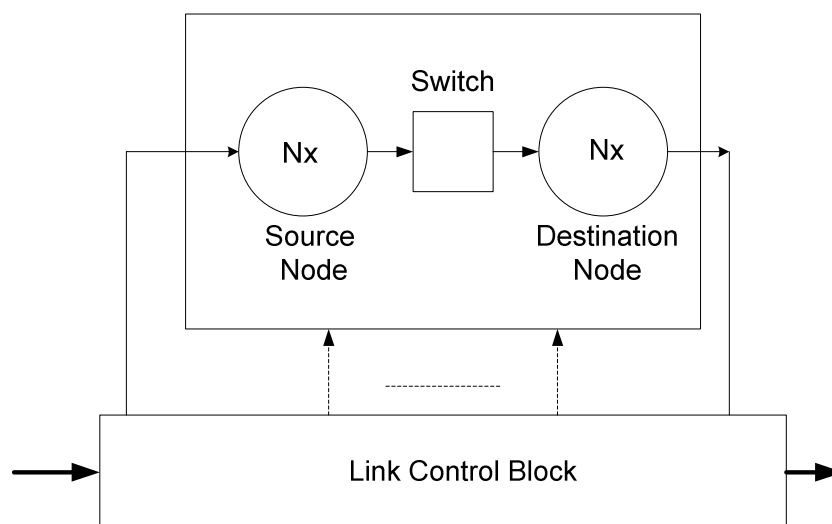 Switch
Nx
Nx
Source
Node
Destination
Node
Link Control Block